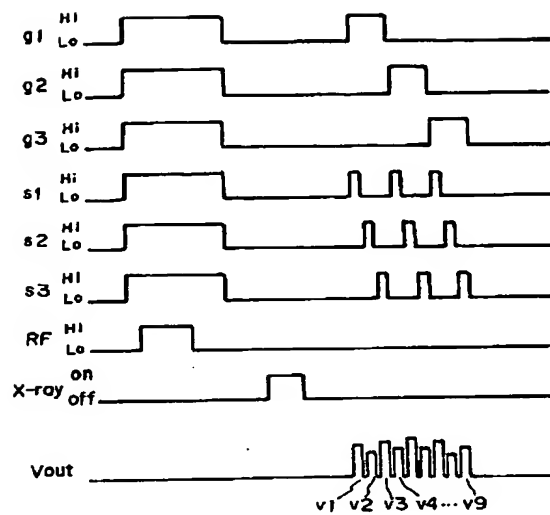 g1 Hi
Lo
g2 Hi
Lo
g3 Hi
Lo
s1 Hi
Lo
s2 Hi
Lo
s3 Hi
Lo
RF Hi
Lo
X-ray on
off
Vout
v1 v2 v3 v4... v9